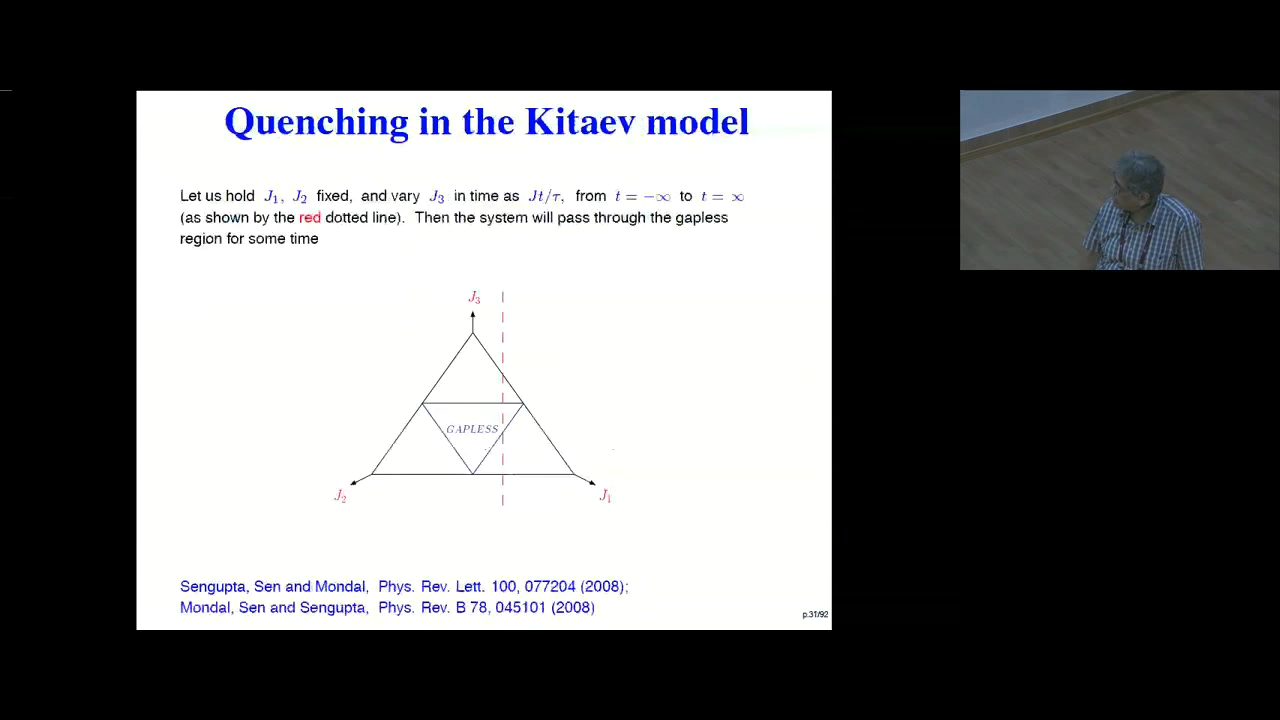 Quenching in the Kitaev model
Let us hold J₁, J₂ fixed, and vary J₃ in time as Jt/τ, from t = −∞ to t = ∞
(as shown by the red dotted line). Then the system will pass through the gapless
region for some time
J₃
GAPLESS
J₂
J₁
Sengupta, Sen and Mondal, Phys. Rev. Lett. 100, 077204 (2008);
Mondal, Sen and Sengupta, Phys. Rev. B 78, 045101 (2008)
p.31/92